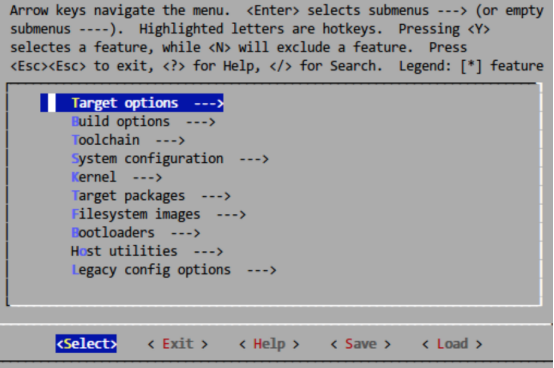 Arrow keys navigate the menu.  <Enter> selects submenus ---> (or empty
submenus ----).  Highlighted letters are hotkeys.  Pressing <Y>
selectes a feature, while <N> will exclude a feature.  Press
<Esc><Esc> to exit, <?> for Help, </> for Search.  Legend: [*] feature
Target options  --->
Build options  --->
Toolchain  --->
System configuration  --->
Kernel  --->
Target packages  --->
Filesystem images  --->
Bootloaders  --->
Host utilities  --->
Legacy config options  --->
<Select>    < Exit >    < Help >    < Save >    < Load >